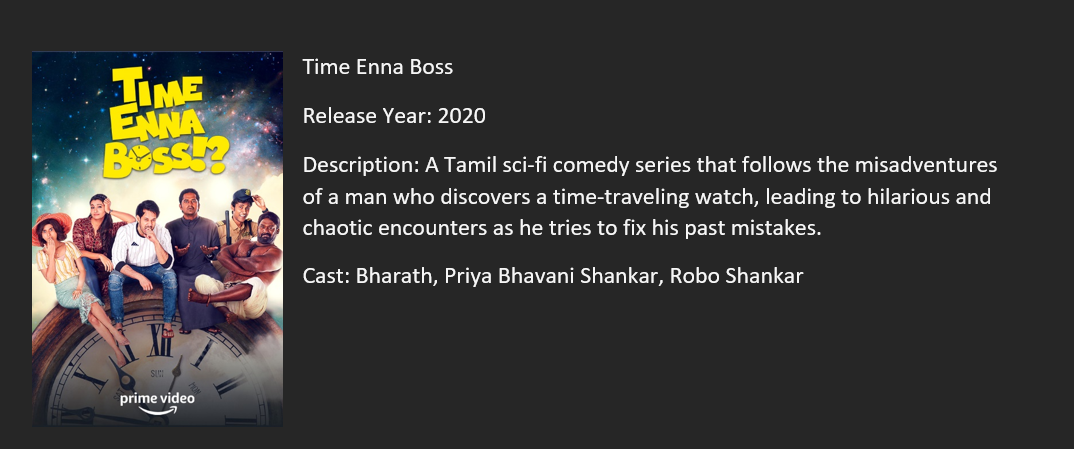 TIME
ENNA
BOSS!?
prime video
Time Enna Boss
Release Year: 2020
Description: A Tamil sci-fi comedy series that follows the misadventures
of a man who discovers a time-traveling watch, leading to hilarious and
chaotic encounters as he tries to fix his past mistakes.
Cast: Bharath, Priya Bhavani Shankar, Robo Shankar